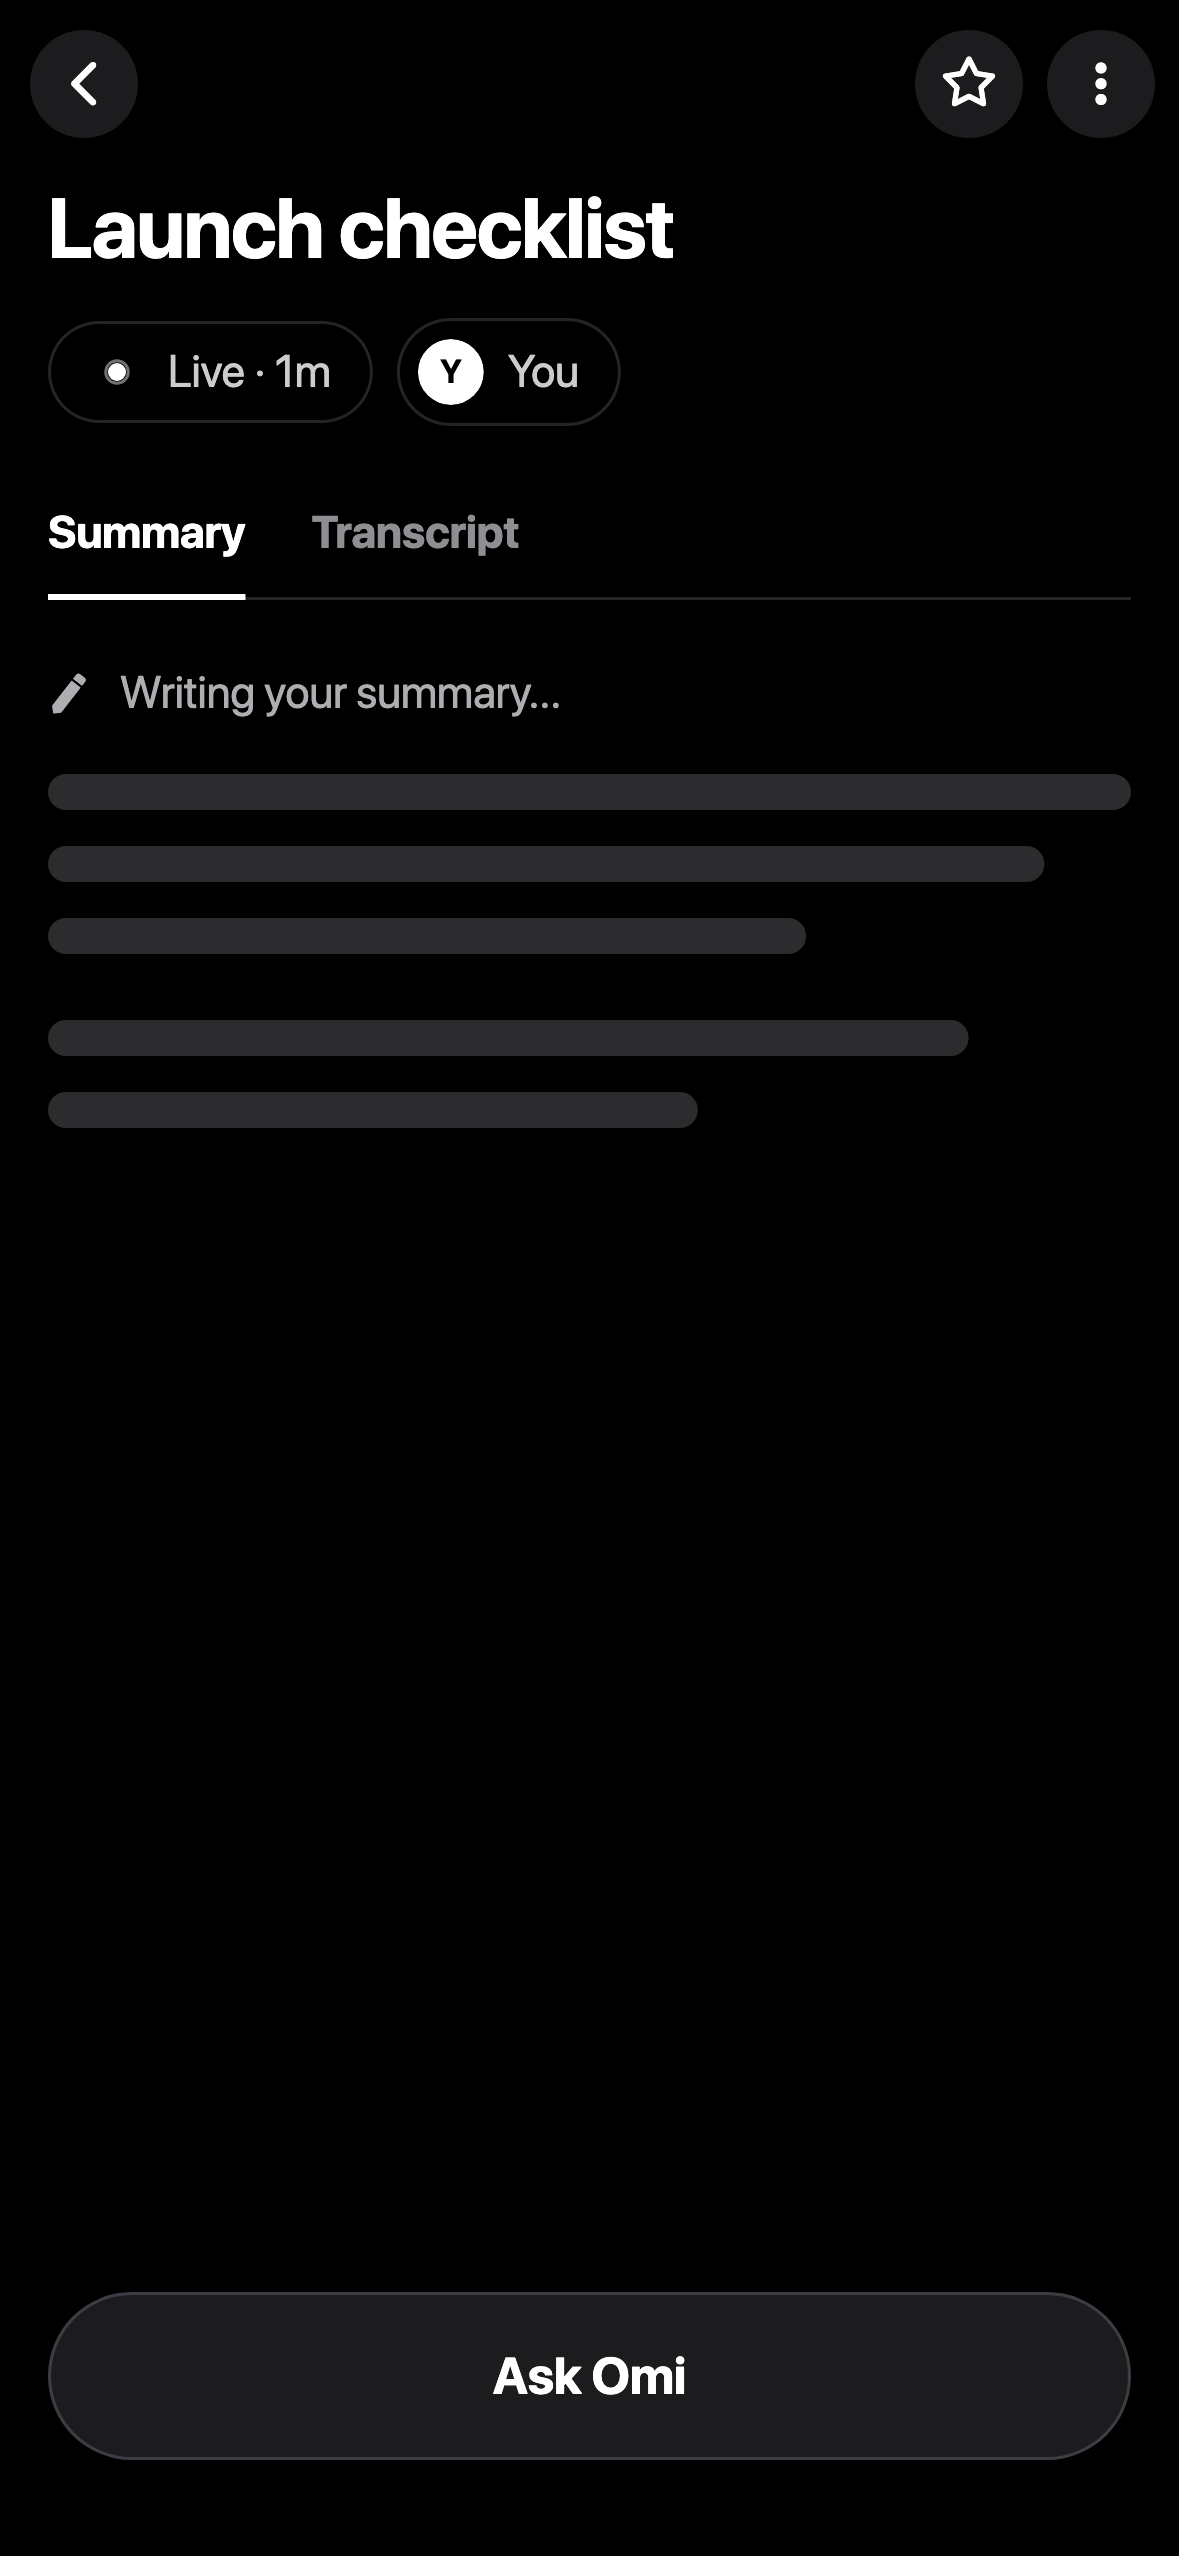 Launch checklist
Live · 1m
Y You
Summary Transcript
Writing your summary...
Ask Omi